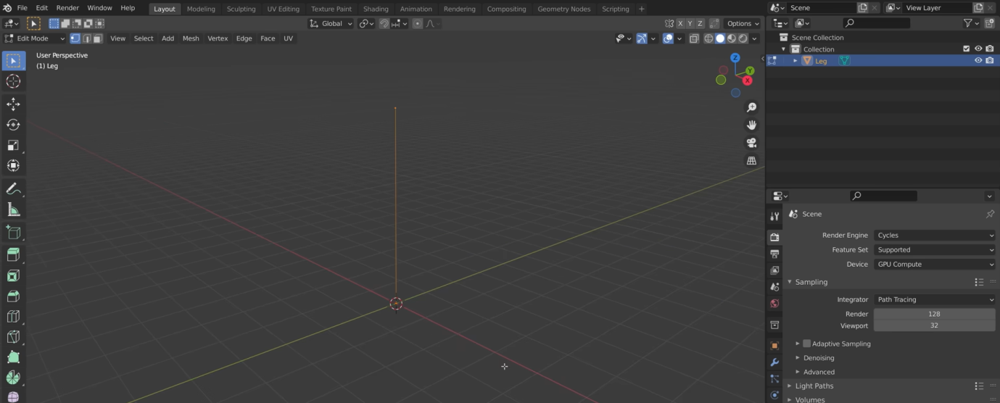 File Edit Render Window Help Layout Modeling Sculpting UV Editing Texture Paint Shading Animation Rendering Compositing Geometry Nodes Scripting + Scene View Layer
Global X Y Z Options
Edit Mode View Select Add Mesh Vertex Edge Face UV
User Perspective
(1) Leg
Z
Y
X
Scene Collection
Collection
Leg
Scene
Render Engine Cycles
Feature Set Supported
Device GPU Compute
Sampling
Integrator Path Tracing
Render 128
Viewport 32
Adaptive Sampling
Denoising
Advanced
Light Paths
Volumes